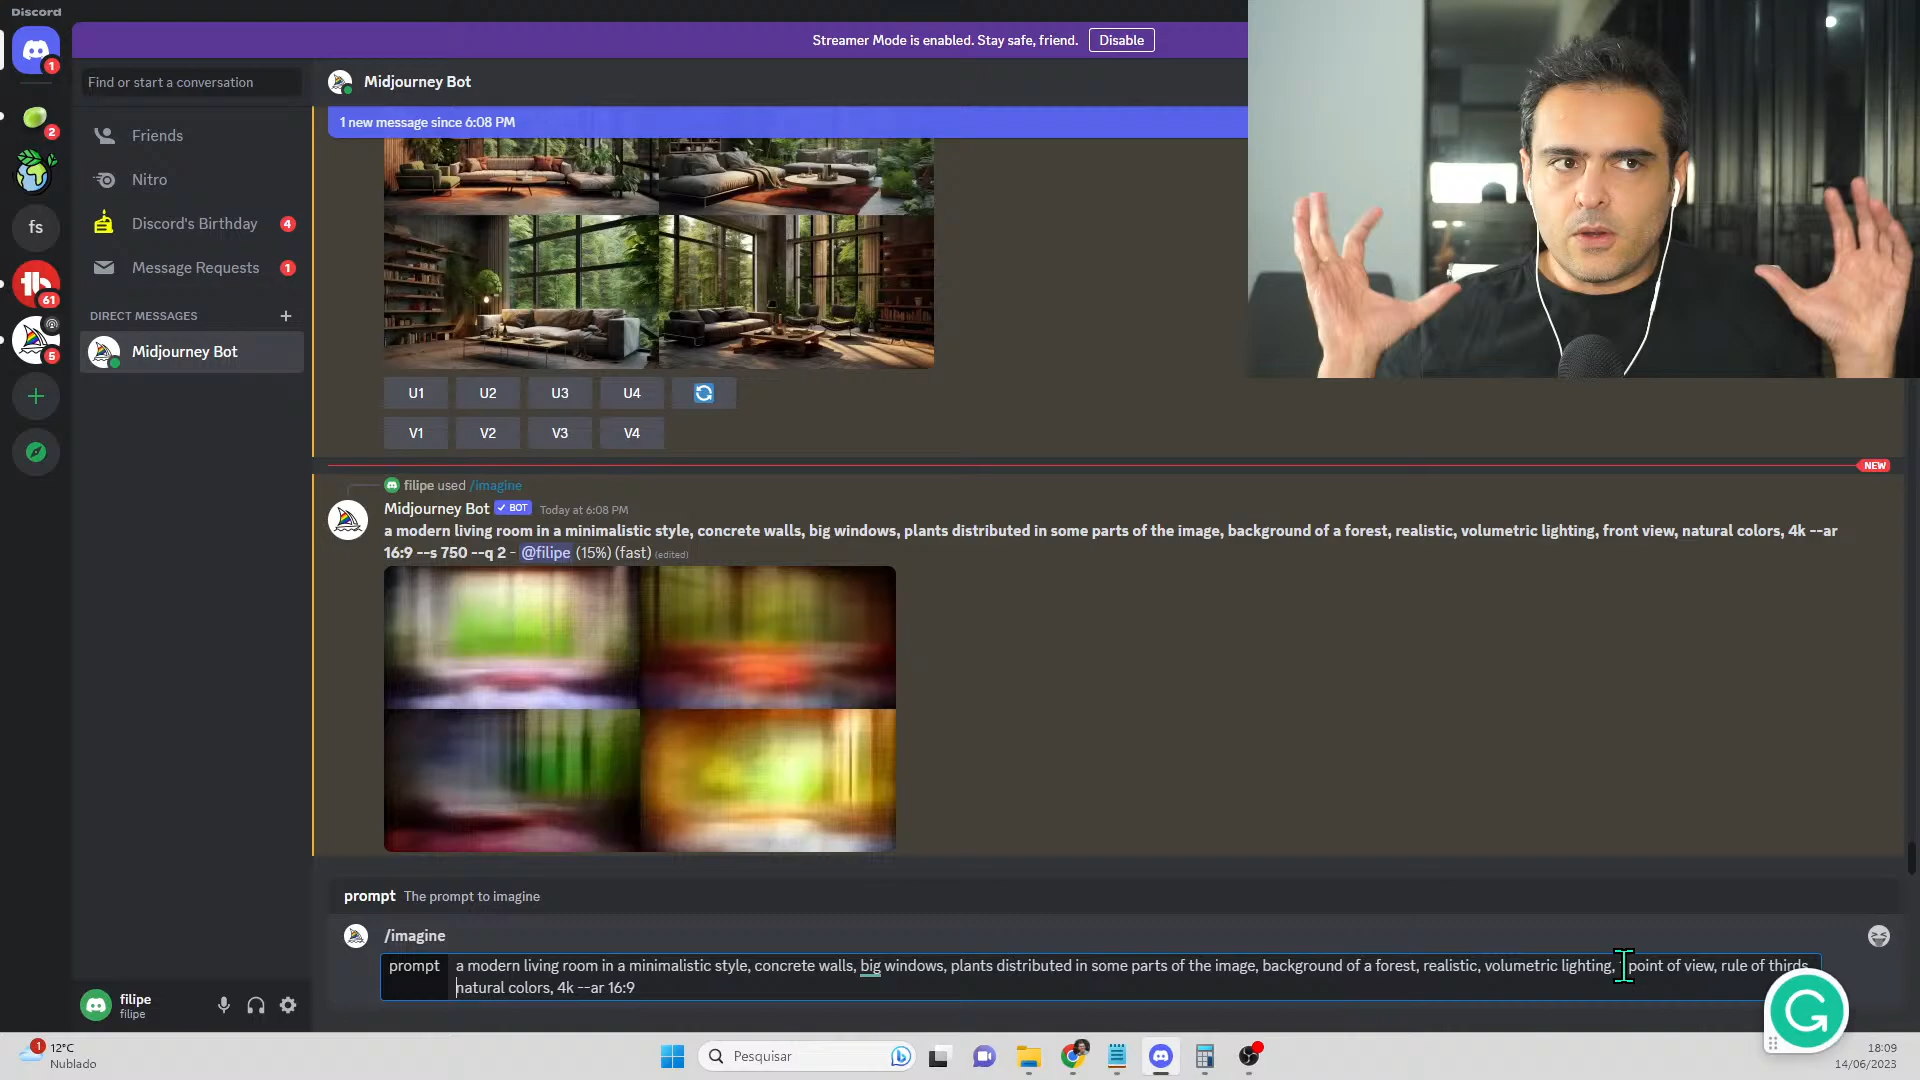 Discord
Streamer Mode is enabled. Stay safe, friend.
Disable
1
Find or start a conversation
Midjourney Bot
1 new message since 6:08 PM
2
Friends
Nitro
fs
Discord's Birthday
4
Message Requests
1
61
DIRECT MESSAGES
5
Midjourney Bot
U1
U2
U3
U4
V1
V2
V3
V4
NEW
filipe used /imagine
Midjourney Bot
BOT
Today at 6:08 PM
a modern living room in a minimalistic style, concrete walls, big windows, plants distributed in some parts of the image, background of a forest, realistic, volumetric lighting, front view, natural colors, 4k --ar
16:9 --s 750 --q 2 - @filipe (15%) (fast) (edited)
prompt The prompt to imagine
/imagine
prompt a modern living room in a minimalistic style, concrete walls, big windows, plants distributed in some parts of the image, background of a forest, realistic, volumetric lighting, point of view, rule of thirds
natural colors, 4k --ar 16:9
filipe
filipe
1
12°C
Nublado
Pesquisar
18:09
14/06/2023